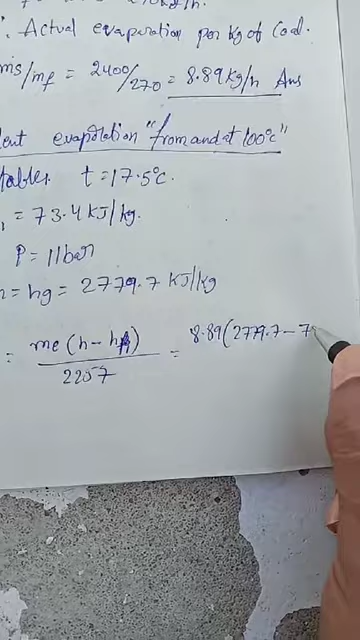 ∴ Actual evaporation per kg of Coal.
ms/mf = 2400/270 = 8.89 kg/h Ans
evaporation "from and at 100°c"
t = 17.5°c.
= 73.4 KJ/kg.
P = 11 bar
= hg = 2779.7 KJ/kg
= me (h - hf1) / 2257 = 8.89 (2779.7 - 7